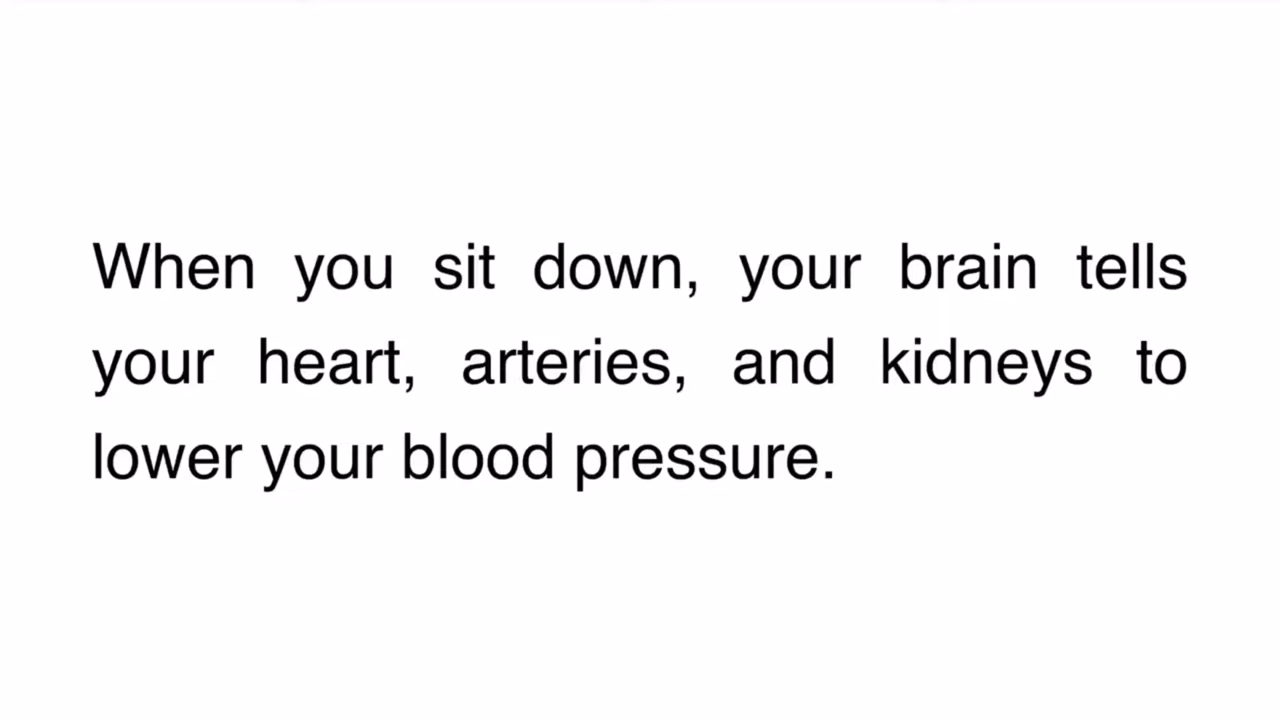 When you sit down, your brain tells
your heart, arteries, and kidneys to
lower your blood pressure.